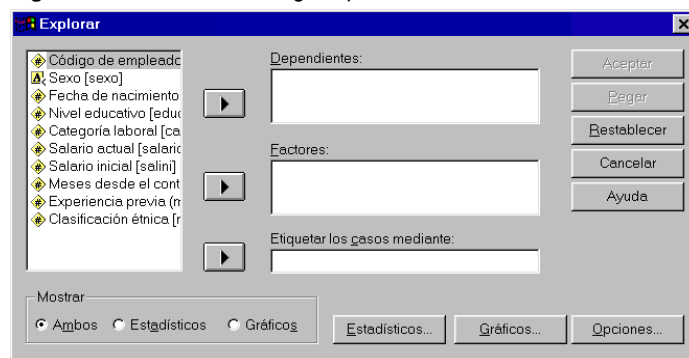 Explorar
Código de empleadc
Sexo [sexo]
Fecha de nacimiento
Nivel educativo [educ
Categoría laboral [ca
Salario actual [salaric
Salario inicial [salini]
Meses desde el cont
Experiencia previa (m
Clasificación étnica [r
Dependientes:
Factores:
Etiquetar los casos mediante:
Aceptar
Pegar
Restablecer
Cancelar
Ayuda
Mostrar
Ambos Estadísticos Gráficos
Estadísticos... Gráficos... Opciones...